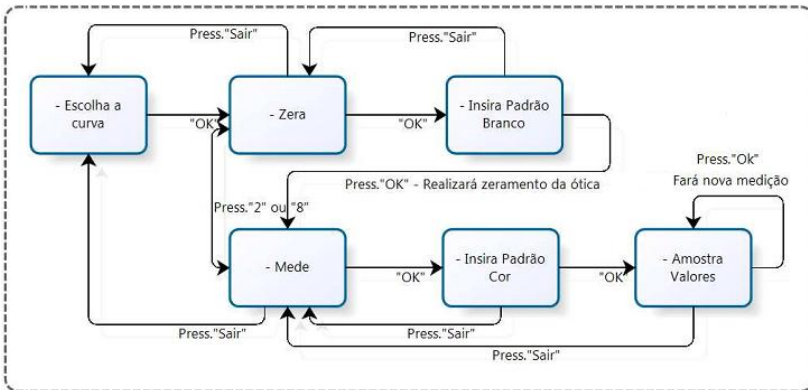 Press."Sair"
Press."Sair"
- Escolha a
curva
"OK"
- Zera
"OK"
- Insira Padrão
Branco
Press."OK" - Realizará zeramento da ótica
Press."Ok"
Fará nova medição
Press."2" ou "8"
- Mede
"OK"
- Insira Padrão
Cor
"OK"
- Amostra
Valores
Press."Sair"
Press."Sair"
Press."Sair"